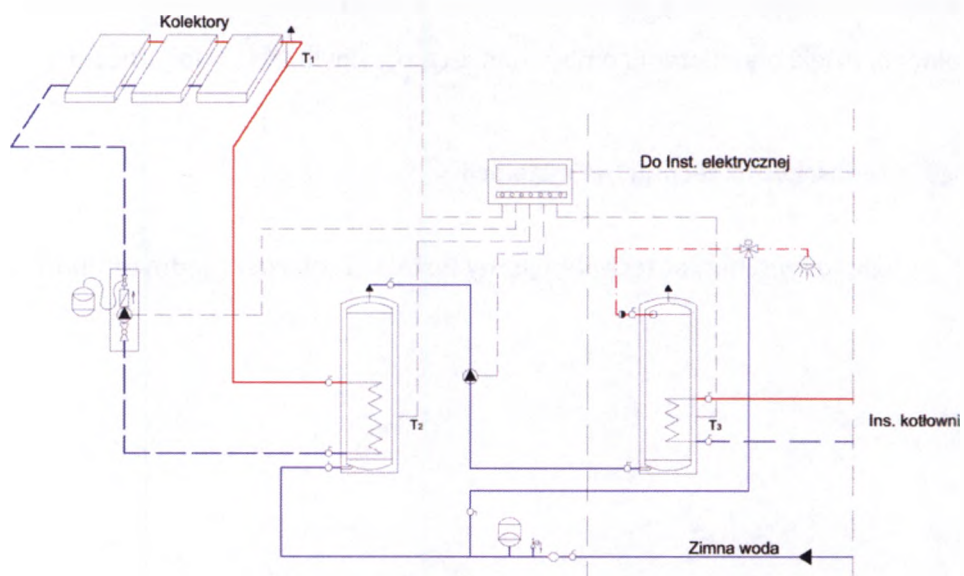 Kolektory
T1
Do Inst. elektrycznej
T2
T3
Ins. kotłowni
Zimna woda